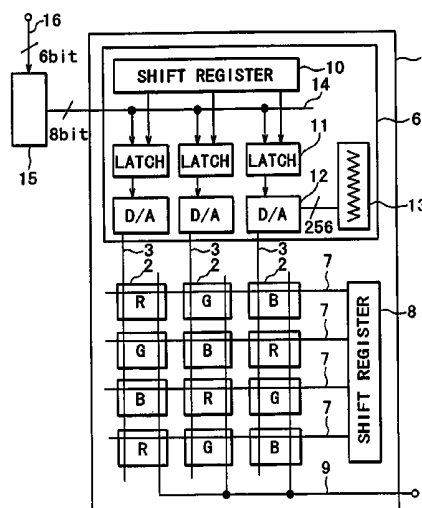 16
6bit
SHIFT REGISTER
10
14
8bit
15
6
LATCH LATCH LATCH
11
D/A D/A D/A
12
256
13
3 3 3
2 2 2
7
R G B
8
7
G B R
7
B R G
7
R G B
SHIFT REGISTER
9